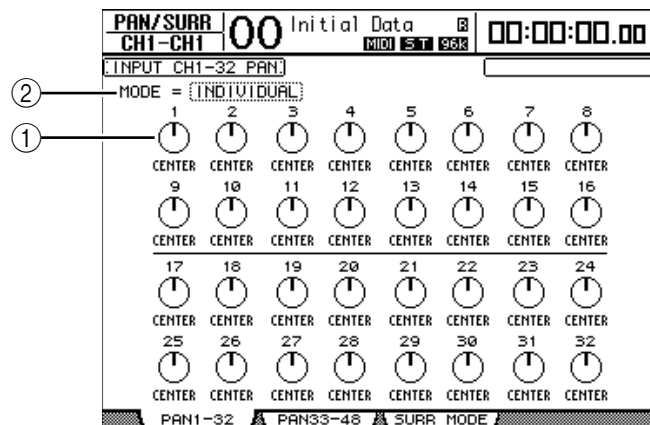 PAN/SURR
CH1-CH1
00 Initial Data R
MIDI S T 96K
00:00:00.00
INPUT CH1-32 PAN
② MODE = INDIVIDUAL
1 2 3 4 5 6 7 8
①
CENTER CENTER CENTER CENTER CENTER CENTER CENTER CENTER
9 10 11 12 13 14 15 16
CENTER CENTER CENTER CENTER CENTER CENTER CENTER CENTER
17 18 19 20 21 22 23 24
CENTER CENTER CENTER CENTER CENTER CENTER CENTER CENTER
25 26 27 28 29 30 31 32
CENTER CENTER CENTER CENTER CENTER CENTER CENTER CENTER
PAN1-32 PAN33-48 SURR MODE